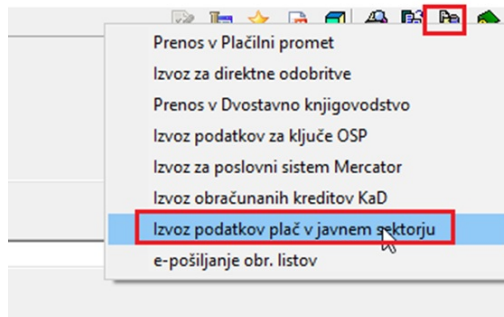 Prenos v Plačilni promet
Izvoz za direktne odobritve
Prenos v Dvostavno knjigovodstvo
Izvoz podatkov za ključe OSP
Izvoz za poslovni sistem Mercator
Izvoz obračunanih kreditov KaD
Izvoz podatkov plač v javnem sektorju
e-pošiljanje obr. listov